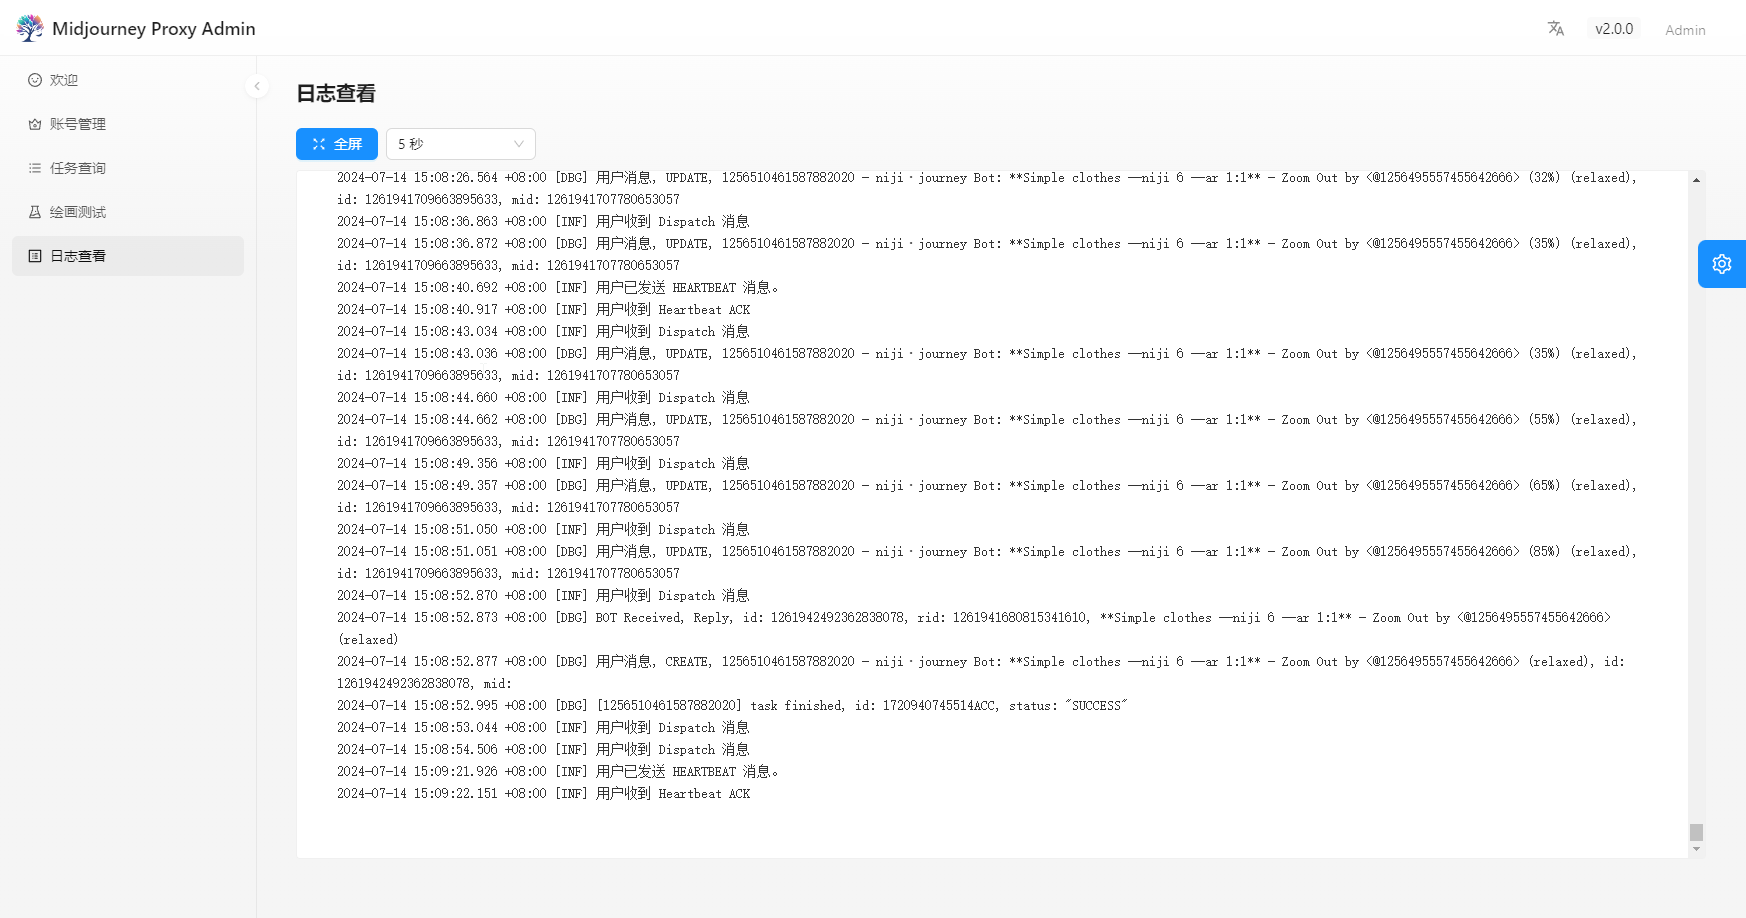 Midjourney Proxy Admin
v2.0.0
Admin
欢迎
账号管理
任务查询
绘画测试
日志查看
日志查看
全屏
5 秒
2024-07-14 15:08:26.564 +08:00 [DBG] 用户消息, UPDATE, 1256510461587882020 - niji・journey Bot: **Simple clothes --niji 6 --ar 1:1** - Zoom Out by <@1256495557455642666> (32%) (relaxed),
id: 1261941709663895633, mid: 1261941707780653057
2024-07-14 15:08:36.863 +08:00 [INF] 用户收到 Dispatch 消息
2024-07-14 15:08:36.872 +08:00 [DBG] 用户消息, UPDATE, 1256510461587882020 - niji・journey Bot: **Simple clothes --niji 6 --ar 1:1** - Zoom Out by <@1256495557455642666> (35%) (relaxed),
id: 1261941709663895633, mid: 1261941707780653057
2024-07-14 15:08:40.692 +08:00 [INF] 用户已发送 HEARTBEAT 消息。
2024-07-14 15:08:40.917 +08:00 [INF] 用户收到 Heartbeat ACK
2024-07-14 15:08:43.034 +08:00 [INF] 用户收到 Dispatch 消息
2024-07-14 15:08:43.036 +08:00 [DBG] 用户消息, UPDATE, 1256510461587882020 - niji・journey Bot: **Simple clothes --niji 6 --ar 1:1** - Zoom Out by <@1256495557455642666> (35%) (relaxed),
id: 1261941709663895633, mid: 1261941707780653057
2024-07-14 15:08:44.660 +08:00 [INF] 用户收到 Dispatch 消息
2024-07-14 15:08:44.662 +08:00 [DBG] 用户消息, UPDATE, 1256510461587882020 - niji・journey Bot: **Simple clothes --niji 6 --ar 1:1** - Zoom Out by <@1256495557455642666> (55%) (relaxed),
id: 1261941709663895633, mid: 1261941707780653057
2024-07-14 15:08:49.356 +08:00 [INF] 用户收到 Dispatch 消息
2024-07-14 15:08:49.357 +08:00 [DBG] 用户消息, UPDATE, 1256510461587882020 - niji・journey Bot: **Simple clothes --niji 6 --ar 1:1** - Zoom Out by <@1256495557455642666> (65%) (relaxed),
id: 1261941709663895633, mid: 1261941707780653057
2024-07-14 15:08:51.050 +08:00 [INF] 用户收到 Dispatch 消息
2024-07-14 15:08:51.051 +08:00 [DBG] 用户消息, UPDATE, 1256510461587882020 - niji・journey Bot: **Simple clothes --niji 6 --ar 1:1** - Zoom Out by <@1256495557455642666> (85%) (relaxed),
id: 1261941709663895633, mid: 1261941707780653057
2024-07-14 15:08:52.870 +08:00 [INF] 用户收到 Dispatch 消息
2024-07-14 15:08:52.873 +08:00 [DBG] BOT Received, Reply, id: 1261942492362838078, rid: 1261941680815341610, **Simple clothes --niji 6 --ar 1:1** - Zoom Out by <@1256495557455642666>
(relaxed)
2024-07-14 15:08:52.877 +08:00 [DBG] 用户消息, CREATE, 1256510461587882020 - niji・journey Bot: **Simple clothes --niji 6 --ar 1:1** - Zoom Out by <@1256495557455642666> (relaxed), id:
1261942492362838078, mid:
2024-07-14 15:08:52.995 +08:00 [DBG] [1256510461587882020] task finished, id: 1720940745514ACC, status: "SUCCESS"
2024-07-14 15:08:53.044 +08:00 [INF] 用户收到 Dispatch 消息
2024-07-14 15:08:54.506 +08:00 [INF] 用户收到 Dispatch 消息
2024-07-14 15:09:21.926 +08:00 [INF] 用户已发送 HEARTBEAT 消息。
2024-07-14 15:09:22.151 +08:00 [INF] 用户收到 Heartbeat ACK